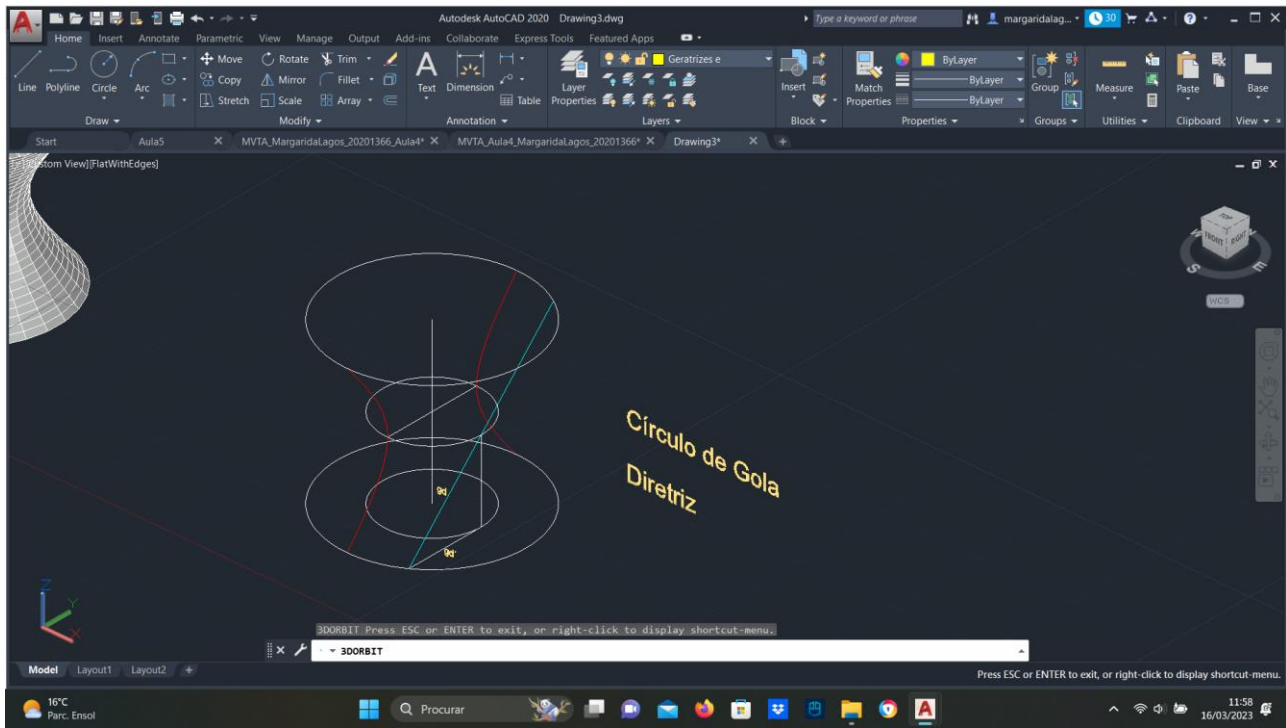 Autodesk AutoCAD 2020 Drawing3.dwg
Type a keyword or phrase
margaridalag...
30
Home Insert Annotate Parametric View Manage Output Add-ins Collaborate Express Tools Featured Apps
Line Polyline Circle Arc
Move Rotate Trim
Copy Mirror Fillet
Stretch Scale Array
Text Dimension
Table
Layer Properties
Geratrizes e
Insert
Match Properties
ByLayer
ByLayer
ByLayer
Group
Measure
Paste
Base
Draw Modify Annotation Layers Block Properties Groups Utilities Clipboard View
Start Aula5 MVTA_MargaridaLagos_20201366_Aula4* MVTA_Aula4_MargaridaLagos_20201366* Drawing3*
stom View][FlatWithEdges]
TOP
FRONT RIGHT
S E
WCS
Círculo de Gola
Diretriz
Z
Y
X
3DORBIT Press ESC or ENTER to exit, or right-click to display shortcut-menu.
3DORBIT
Model Layout1 Layout2 +
Press ESC or ENTER to exit, or right-click to display shortcut-menu.
16°C
Parc. Ensol
Procurar
11:58
16/03/2023